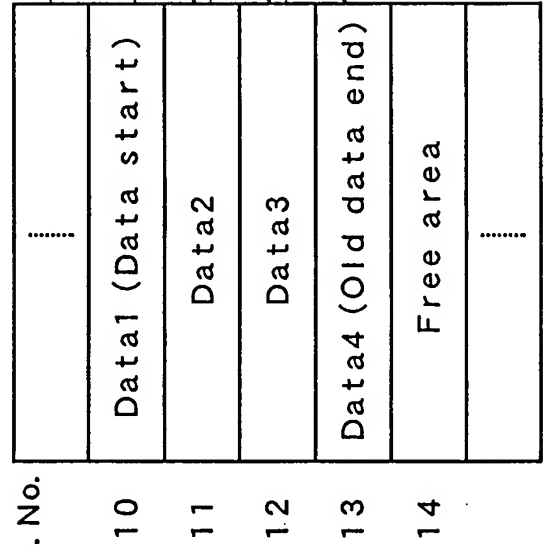 . No.
........
10 Data1 (Data start)
11 Data2
12 Data3
13 Data4 (Old data end)
14 Free area
........